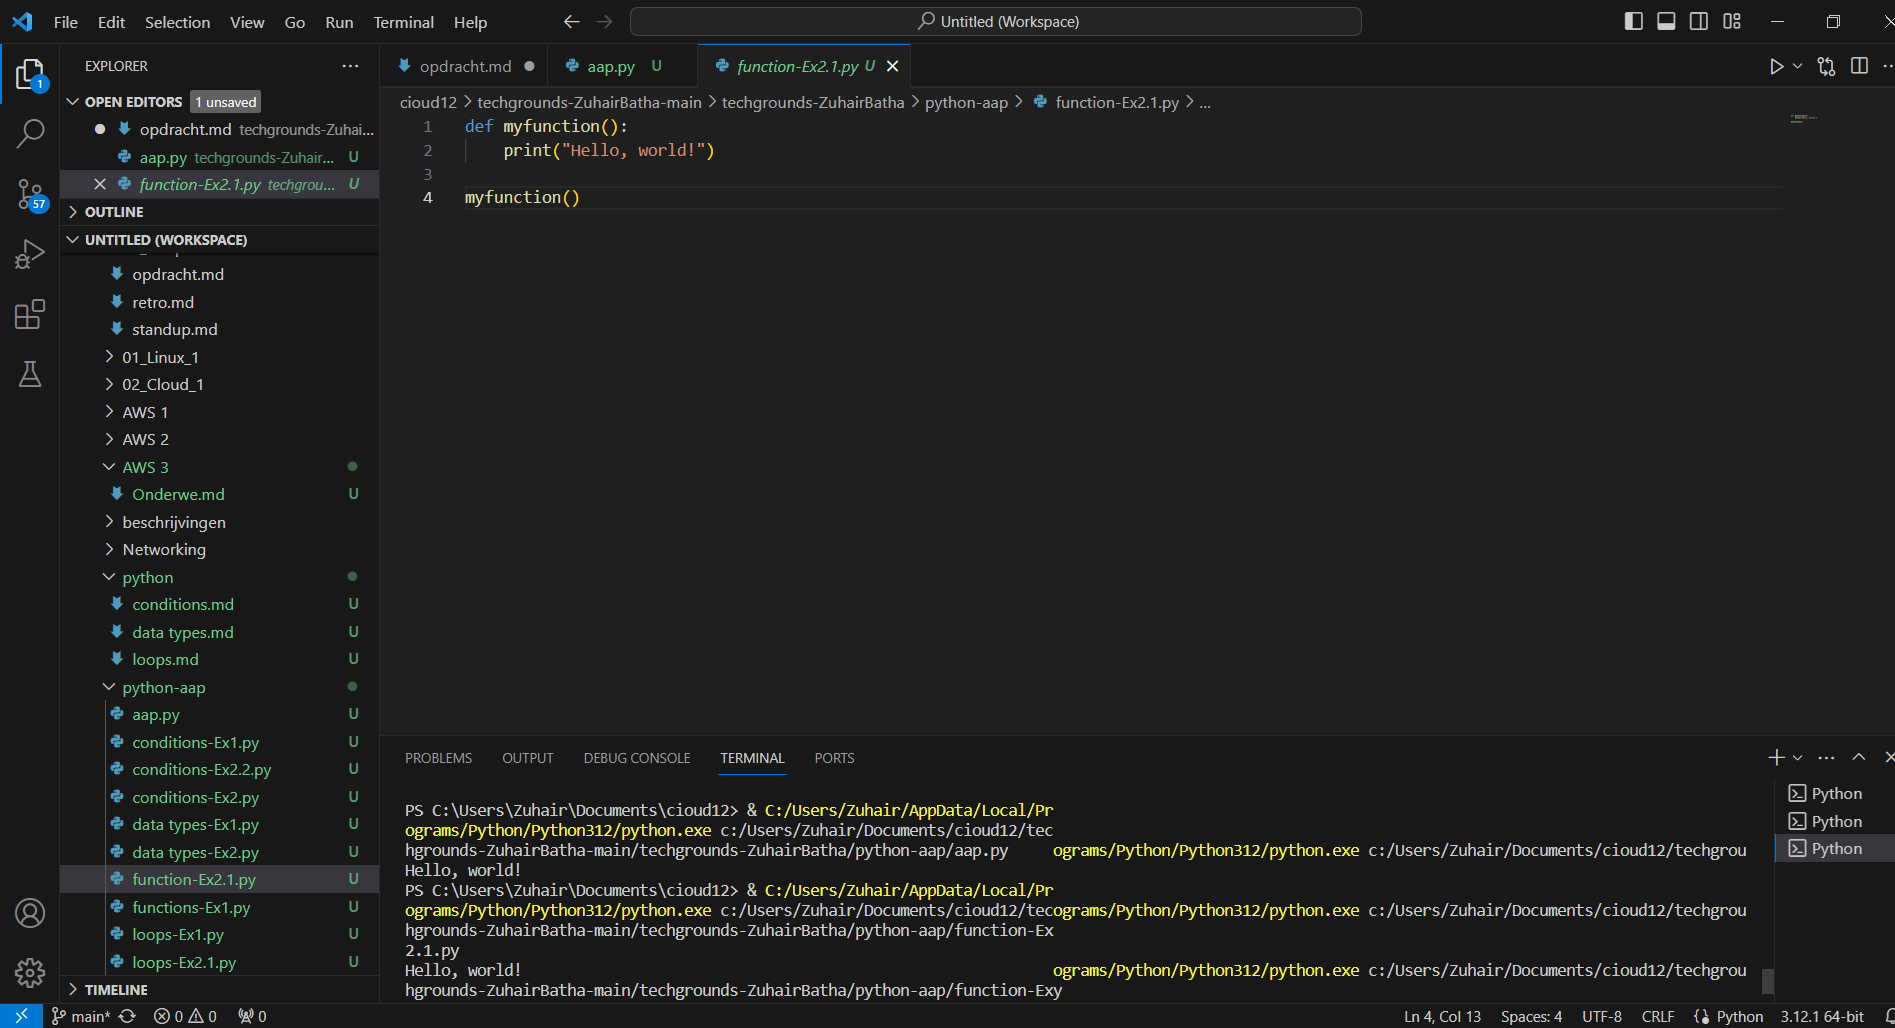 File Edit Selection View Go Run Terminal Help
Untitled (Workspace)
EXPLORER
OPEN EDITORS 1 unsaved
opdracht.md techgrounds-Zuhai...
aap.py techgrounds-Zuhair... U
function-Ex2.1.py techgrou... U
OUTLINE
UNTITLED (WORKSPACE)
opdracht.md
retro.md
standup.md
01_Linux_1
02_Cloud_1
AWS 1
AWS 2
AWS 3
Onderwe.md U
beschrijvingen
Networking
python
conditions.md U
data types.md U
loops.md U
python-aap
aap.py U
conditions-Ex1.py U
conditions-Ex2.2.py U
conditions-Ex2.py U
data types-Ex1.py U
data types-Ex2.py U
function-Ex2.1.py U
functions-Ex1.py U
loops-Ex1.py U
loops-Ex2.1.py U
TIMELINE
1
57
opdracht.md
aap.py U
function-Ex2.1.py U
cioud12 > techgrounds-ZuhairBatha-main > techgrounds-ZuhairBatha > python-aap > function-Ex2.1.py > ...
1 def myfunction():
2 print("Hello, world!")
3
4 myfunction()
PROBLEMS OUTPUT DEBUG CONSOLE TERMINAL PORTS
PS C:\Users\Zuhair\Documents\cioud12> & C:/Users/Zuhair/AppData/Local/Pr
ograms/Python/Python312/python.exe c:/Users/Zuhair/Documents/cioud12/tec
hgrounds-ZuhairBatha-main/techgrounds-ZuhairBatha/python-aap/aap.py ograms/Python/Python312/python.exe c:/Users/Zuhair/Documents/cioud12/techgrou
Hello, world!
PS C:\Users\Zuhair\Documents\cioud12> & C:/Users/Zuhair/AppData/Local/Pr
ograms/Python/Python312/python.exe c:/Users/Zuhair/Documents/cioud12/tecograms/Python/Python312/python.exe c:/Users/Zuhair/Documents/cioud12/techgrou
hgrounds-ZuhairBatha-main/techgrounds-ZuhairBatha/python-aap/function-Ex
2.1.py
Hello, world! ograms/Python/Python312/python.exe c:/Users/Zuhair/Documents/cioud12/techgrou
hgrounds-ZuhairBatha-main/techgrounds-ZuhairBatha/python-aap/function-Exy
Python
Python
Python
main* 0 0 0 Ln 4, Col 13 Spaces: 4 UTF-8 CRLF Python 3.12.1 64-bit